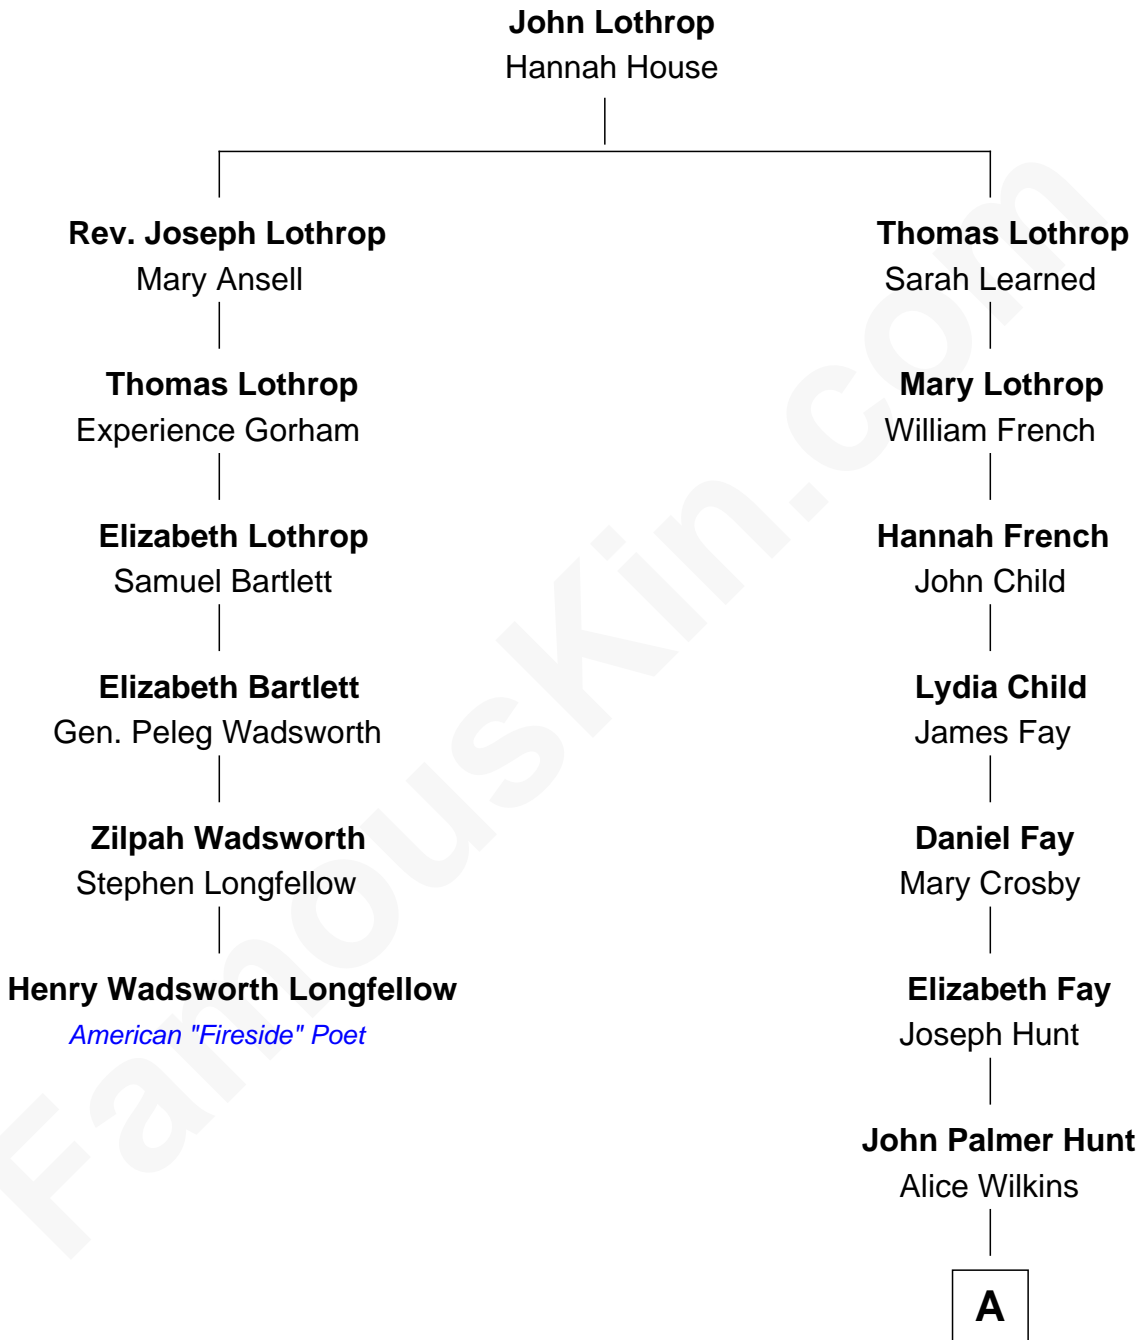 John Lothrop
Hannah House
Rev. Joseph Lothrop
Mary Ansell
Thomas Lothrop
Experience Gorham
Elizabeth Lothrop
Samuel Bartlett
Elizabeth Bartlett
Gen. Peleg Wadsworth
Zilpah Wadsworth
Stephen Longfellow
Henry Wadsworth Longfellow
American "Fireside" Poet
Thomas Lothrop
Sarah Learned
Mary Lothrop
William French
Hannah French
John Child
Lydia Child
James Fay
Daniel Fay
Mary Crosby
Elizabeth Fay
Joseph Hunt
John Palmer Hunt
Alice Wilkins
A
FamousKin.com